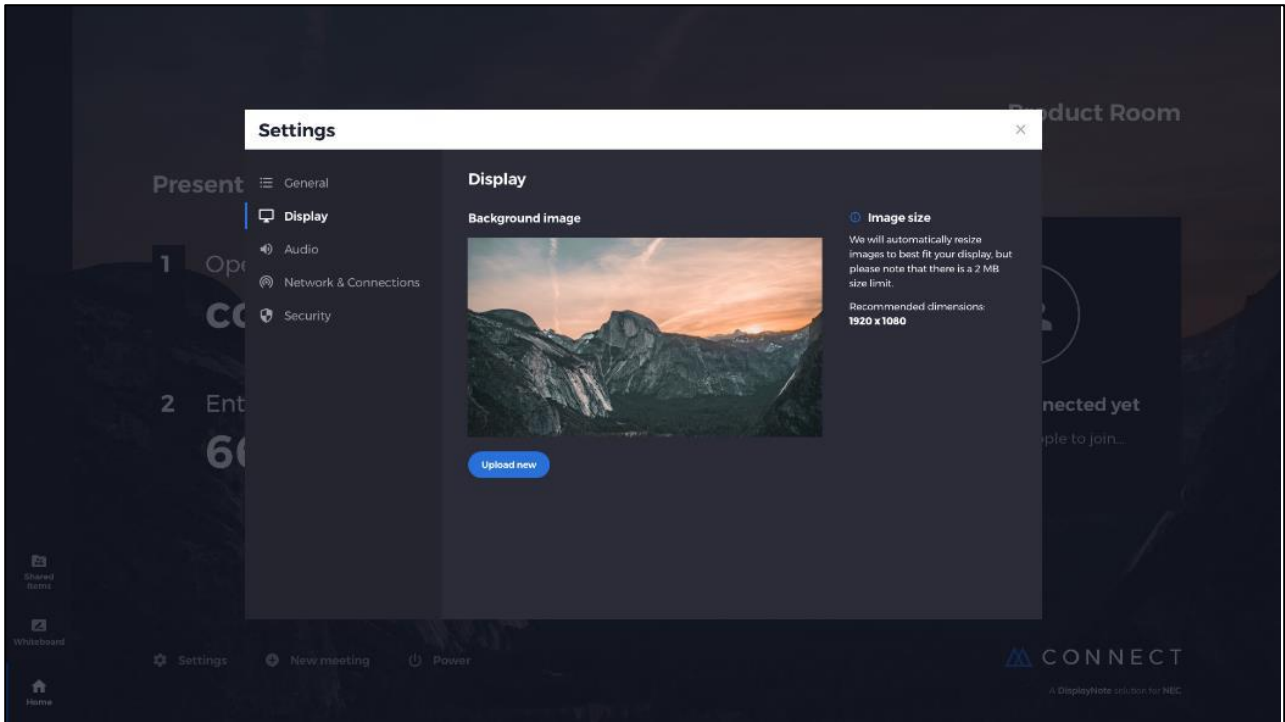 Product Room
Settings
Present
General
Display
Audio
Network & Connections
Security
Display
Background image
Upload new
Image size
We will automatically resize
images to best fit your display, but
please note that there is a 2 MB
size limit.
Recommended dimensions:
1920 x 1080
1
2
nected yet
ple to join...
Shared
Items
Whiteboard
Home
Settings
New meeting
Power
CONNECT
A DisplayNote solution for NEC